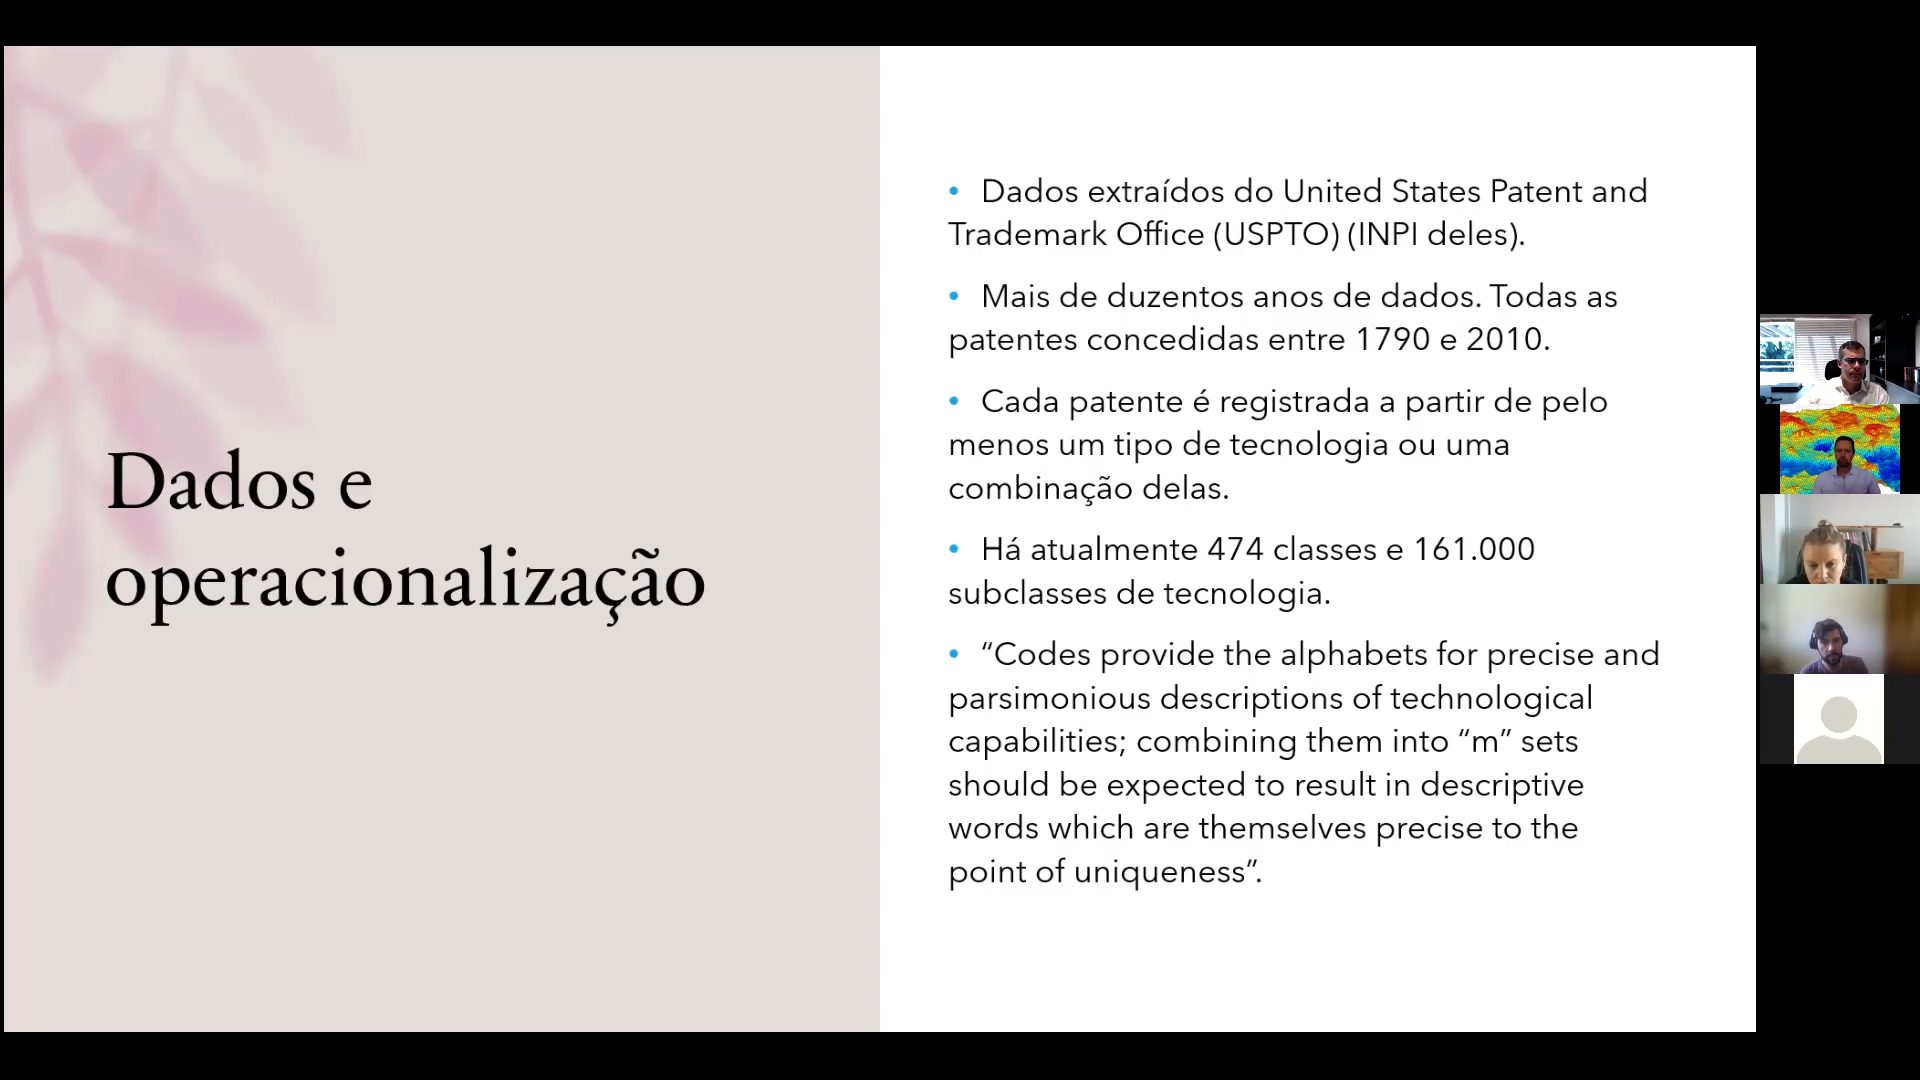 Dados e
operacionalização
• Dados extraídos do United States Patent and
Trademark Office (USPTO) (INPI deles).
• Mais de duzentos anos de dados. Todas as
patentes concedidas entre 1790 e 2010.
• Cada patente é registrada a partir de pelo
menos um tipo de tecnologia ou uma
combinação delas.
• Há atualmente 474 classes e 161.000
subclasses de tecnologia.
• “Codes provide the alphabets for precise and
parsimonious descriptions of technological
capabilities; combining them into “m” sets
should be expected to result in descriptive
words which are themselves precise to the
point of uniqueness”.